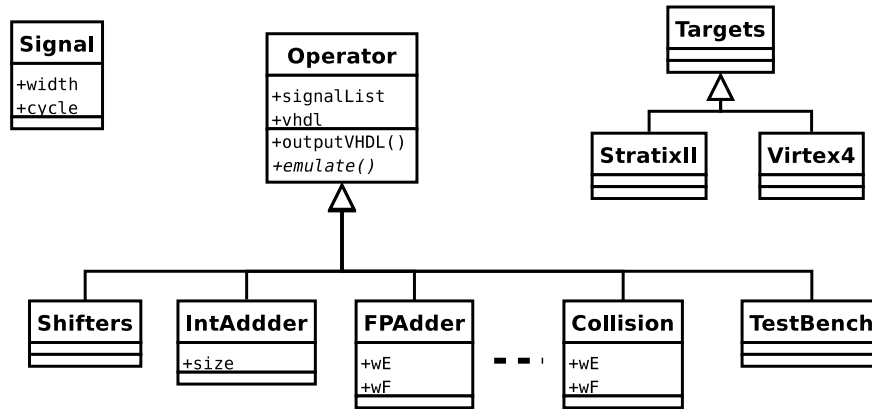 Signal
+width
+cycle
Operator
+signalList
+vhdl
+outputVHDL()
+emulate()
Targets
StratixII
Virtex4
Shifters
IntAddder
+size
FPAdder
+wE
+wF
Collision
+wE
+wF
TestBench